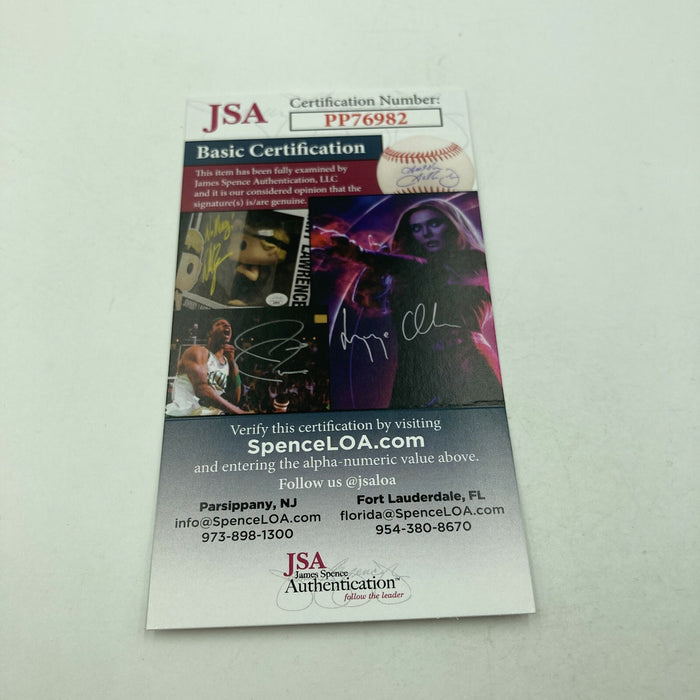 JSA
Certification Number:
PP76982
Basic Certification
This item has been fully examined by
James Spence Authentication, LLC
and it is our considered opinion that the
signature(s) is/are genuine.
LAWRENCE
Verify this certification by visiting
SpenceLOA.com
and entering the alpha-numeric value above.
Follow us @jsaloa
Parsippany, NJ
info@SpenceLOA.com
973-898-1300
Fort Lauderdale, FL
florida@SpenceLOA.com
954-380-8670
JSA
James Spence
Authentication™
follow the leader